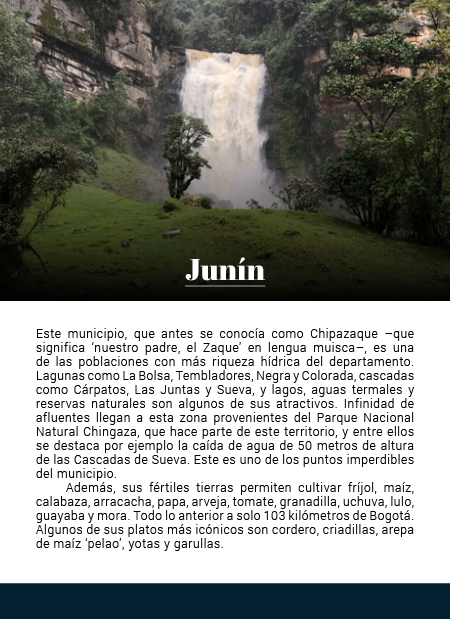 Junín
Este municipio, que antes se conocía como Chipazaque –que
significa ‘nuestro padre, el Zaque’ en lengua muisca–, es una
de las poblaciones con más riqueza hídrica del departamento.
Lagunas como La Bolsa, Tembladores, Negra y Colorada, cascadas
como Cárpatos, Las Juntas y Sueva, y lagos, aguas termales y
reservas naturales son algunos de sus atractivos. Infinidad de
afluentes llegan a esta zona provenientes del Parque Nacional
Natural Chingaza, que hace parte de este territorio, y entre ellos
se destaca por ejemplo la caída de agua de 50 metros de altura
de las Cascadas de Sueva. Este es uno de los puntos imperdibles
del municipio.
Además, sus fértiles tierras permiten cultivar fríjol, maíz,
calabaza, arracacha, papa, arveja, tomate, granadilla, uchuva, lulo,
guayaba y mora. Todo lo anterior a solo 103 kilómetros de Bogotá.
Algunos de sus platos más icónicos son cordero, criadillas, arepa
de maíz ‘pelao’, yotas y garullas.